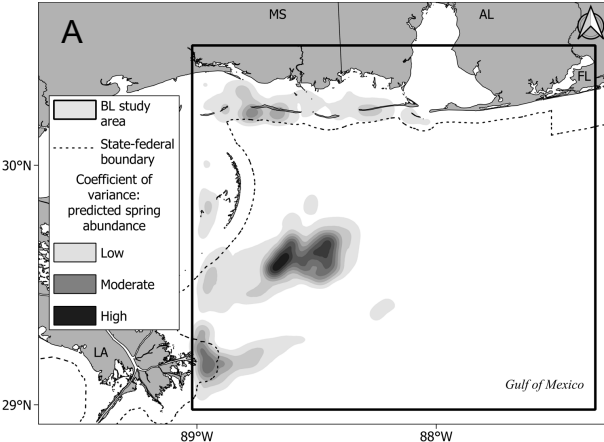 A
MS
AL
FL
BL study
area
State-federal
boundary
Coefficient of
variance:
predicted spring
abundance
Low
Moderate
High
30°N
29°N
LA
Gulf of Mexico
89°W
88°W